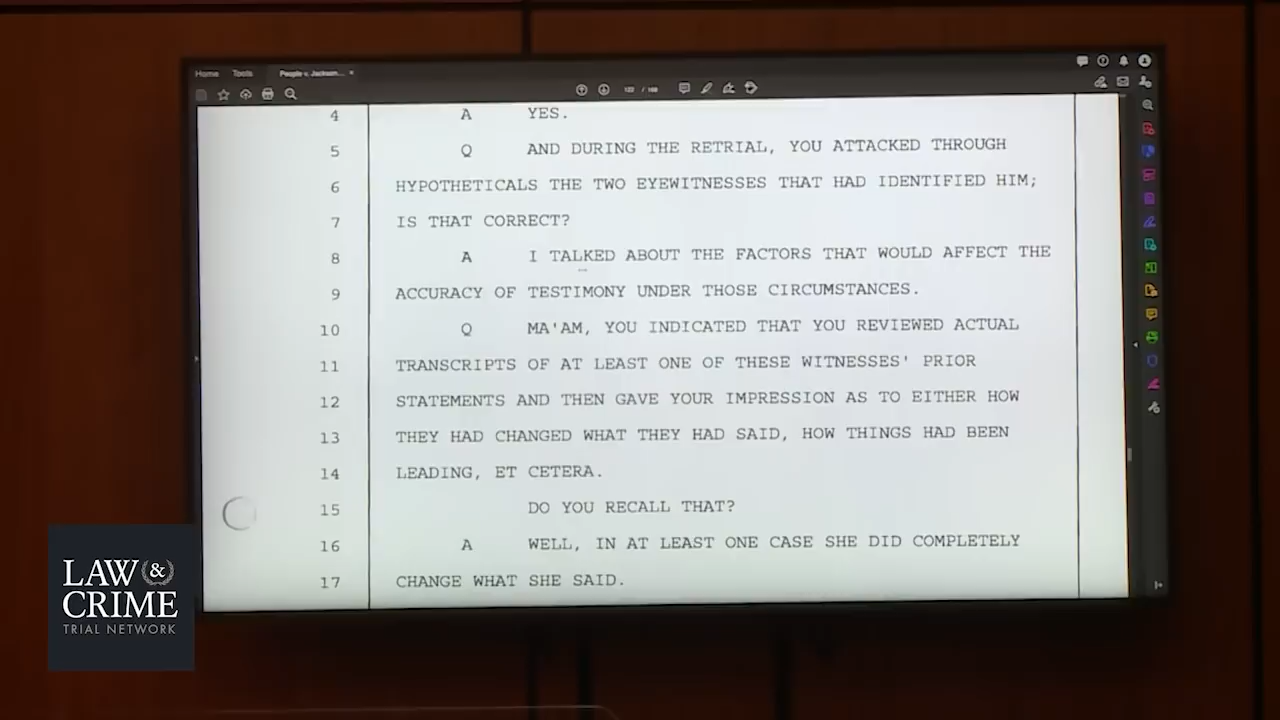 Home Tools People v. Jackson... ×
4 A YES.
5 Q AND DURING THE RETRIAL, YOU ATTACKED THROUGH
6 HYPOTHETICALS THE TWO EYEWITNESSES THAT HAD IDENTIFIED HIM;
7 IS THAT CORRECT?
8 A I TALKED ABOUT THE FACTORS THAT WOULD AFFECT THE
9 ACCURACY OF TESTIMONY UNDER THOSE CIRCUMSTANCES.
10 Q MA'AM, YOU INDICATED THAT YOU REVIEWED ACTUAL
11 TRANSCRIPTS OF AT LEAST ONE OF THESE WITNESSES' PRIOR
12 STATEMENTS AND THEN GAVE YOUR IMPRESSION AS TO EITHER HOW
13 THEY HAD CHANGED WHAT THEY HAD SAID, HOW THINGS HAD BEEN
14 LEADING, ET CETERA.
15 DO YOU RECALL THAT?
16 A WELL, IN AT LEAST ONE CASE SHE DID COMPLETELY
17 CHANGE WHAT SHE SAID.
LAW &
CRIME
TRIAL NETWORK